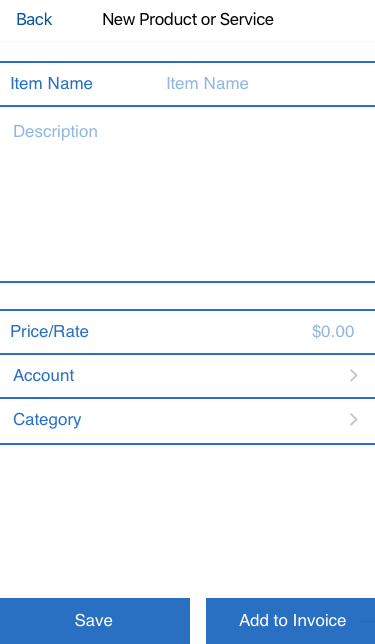 Back New Product or Service
Item Name Item Name
Description
Price/Rate $0.00
Account
Category
Save Add to Invoice